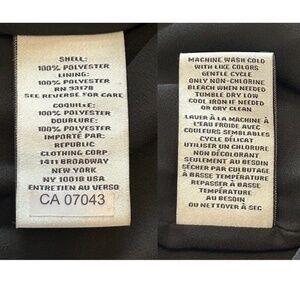 SHELL:
100% POLYESTER
LINING:
100% POLYESTER
RN 33178
SEE REVERSE FOR CARE
COQUILLE:
100% POLYESTER
DOUBLURE:
100% POLYESTER
IMPORTÉ PAR:
REPUBLIC
CLOTHING CORP.
1411 BROADWAY
NEW YORK
NY 10018 USA
ENTRETIEN AU VERSO
CA 07043
MACHINE WASH COLD
WITH LIKE COLORS
GENTLE CYCLE
ONLY NON-CHLORINE
BLEACH WHEN NEEDED
TUMBLE DRY LOW
COOL IRON IF NEEDED
OR DRY CLEAN
LAVER À LA MACHINE À
L'EAU FROIDE AVEC
COULEURS SEMBLABLES
CYCLE DÉLICAT
UTILISER UN CHLORURE
NON DÉCOLORANT
SEULEMENT AU BESOIN
SÉCHER PAR CULBUTAGE
À BASSE TEMPÉRATURE
REPASSER À BASSE
TEMPÉRATURE
AU BESOIN
OU NETTOYER À SEC